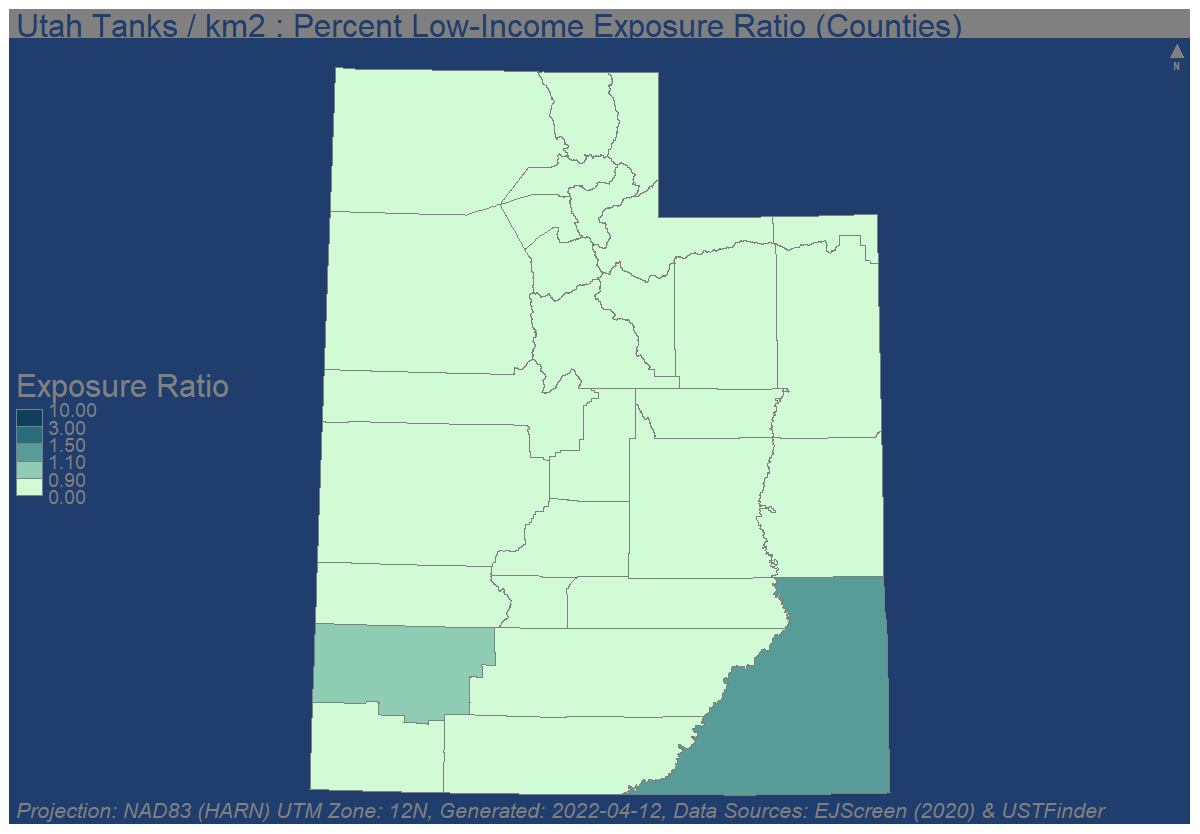 Utah Tanks / km2 : Percent Low-Income Exposure Ratio (Counties)
N
Exposure Ratio
10.00
3.00
1.50
1.10
0.90
0.00
Projection: NAD83 (HARN) UTM Zone: 12N, Generated: 2022-04-12, Data Sources: EJScreen (2020) & USTFinder